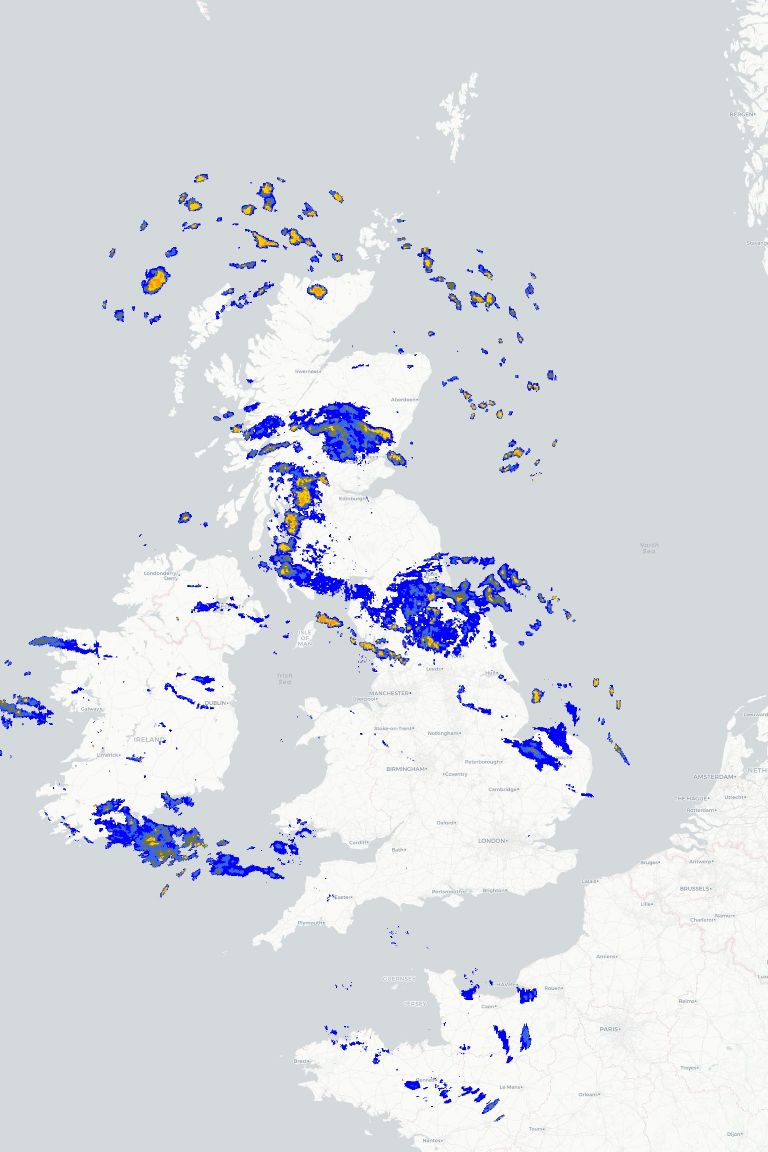 BERGEN
Stavanger
Inverness
Aberdeen
Edinburgh
North
Sea
Londonderry/
Derry
ISLE
OF
MAN
Leeds
Hull
Irish
Sea
MANCHESTER
Liverpool
DUBLIN
Galway
Stoke-on-Trent
Nottingham
IRELAND
Limerick
Peterborough
BIRMINGHAM
Coventry
Cambridge
AMSTERDAM
NETH
THE HAGUE
Utrecht
Rotterdam
Leeuwarden
Oxford
LONDON
Cardiff
Bath
Bruges
Antwerp
Calais
BRUSSELS
Exeter
Portsmouth
Brighton
Lille
Namur
Charleroi
Plymouth
Amiens
GUERNSEY
LE HAVRE
Rouen
JERSEY
Caen
Reims
PARIS
Brest
Troyes
Rennes
Le Mans
Orléans
Tours
Nantes
Dijon